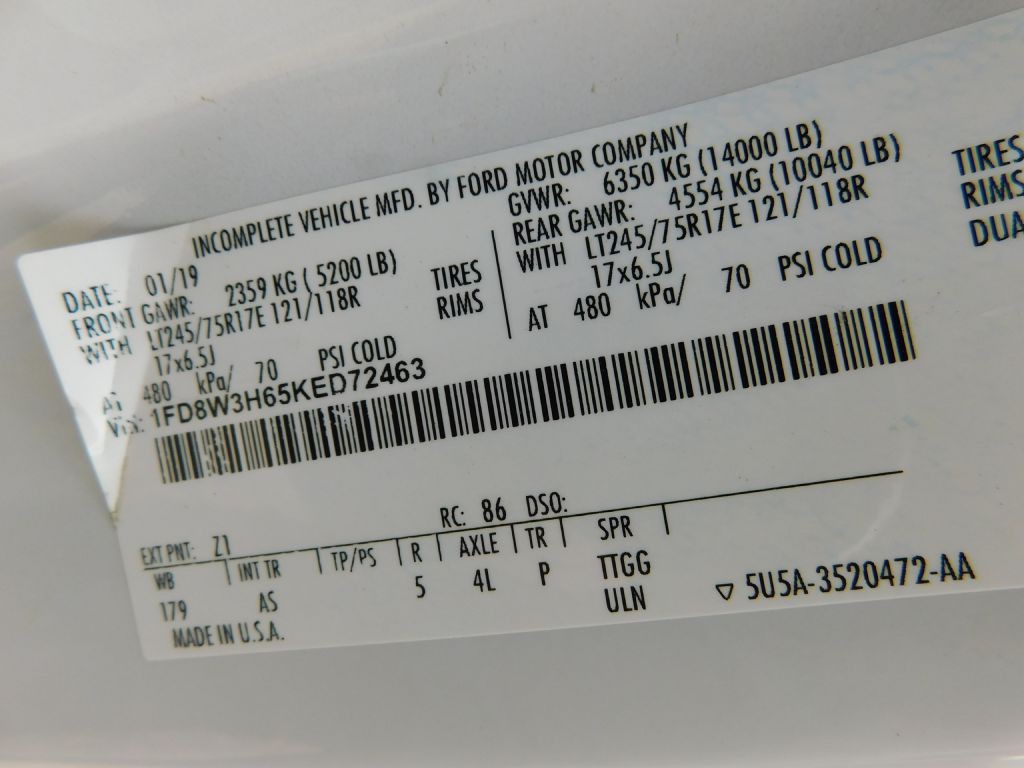 INCOMPLETE VEHICLE MFD. BY FORD MOTOR COMPANY
DATE: 01/19
GVWR: 6350 KG (14000 LB)
FRONT GAWR: 2359 KG ( 5200 LB)
REAR GAWR: 4554 KG (10040 LB)
WITH LT245/75R17E 121/118R TIRES
WITH LT245/75R17E 121/118R TIRES
17x6.5J RIMS
17x6.5J RIMS
AT 480 kPa/ 70 PSI COLD
AT 480 kPa/ 70 PSI COLD DUA
VIN: 1FD8W3H65KED72463
EXT PNT: Z1 RC: 86 DSO:
WB INT TR TP/PS R AXLE TR SPR
179 AS 5 4L P TTGG
ULN
MADE IN U.S.A. ▽ 5U5A-3520472-AA